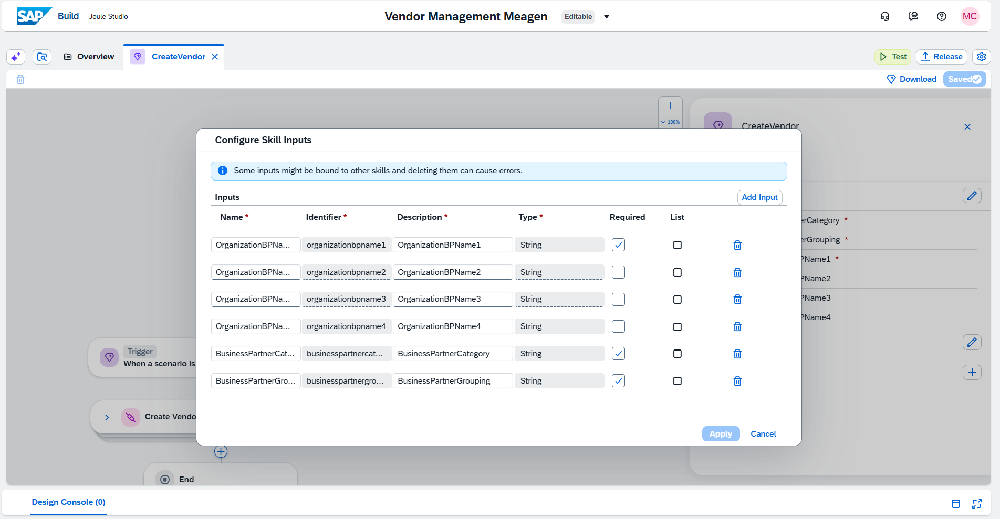 SAP Build Joule Studio
Vendor Management Meagen Editable
MC
Overview
CreateVendor
Test
Release
Download
Saved
100%
CreateVendor
Configure Skill Inputs
Some inputs might be bound to other skills and deleting them can cause errors.
Inputs
Add Input
Name * Identifier * Description * Type * Required List
OrganizationBPNa... organizationbpname1 OrganizationBPName1 String
OrganizationBPNa... organizationbpname2 OrganizationBPName2 String
OrganizationBPNa... organizationbpname3 OrganizationBPName3 String
OrganizationBPNa... organizationbpname4 OrganizationBPName4 String
BusinessPartnerCat... businesspartnercat... BusinessPartnerCategory String
BusinessPartnerGro... businesspartnergro... BusinessPartnerGrouping String
Apply Cancel
erCategory *
erGrouping *
PName1 *
PName2
PName3
PName4
Trigger
When a scenario is
Create Vendo
End
Design Console (0)